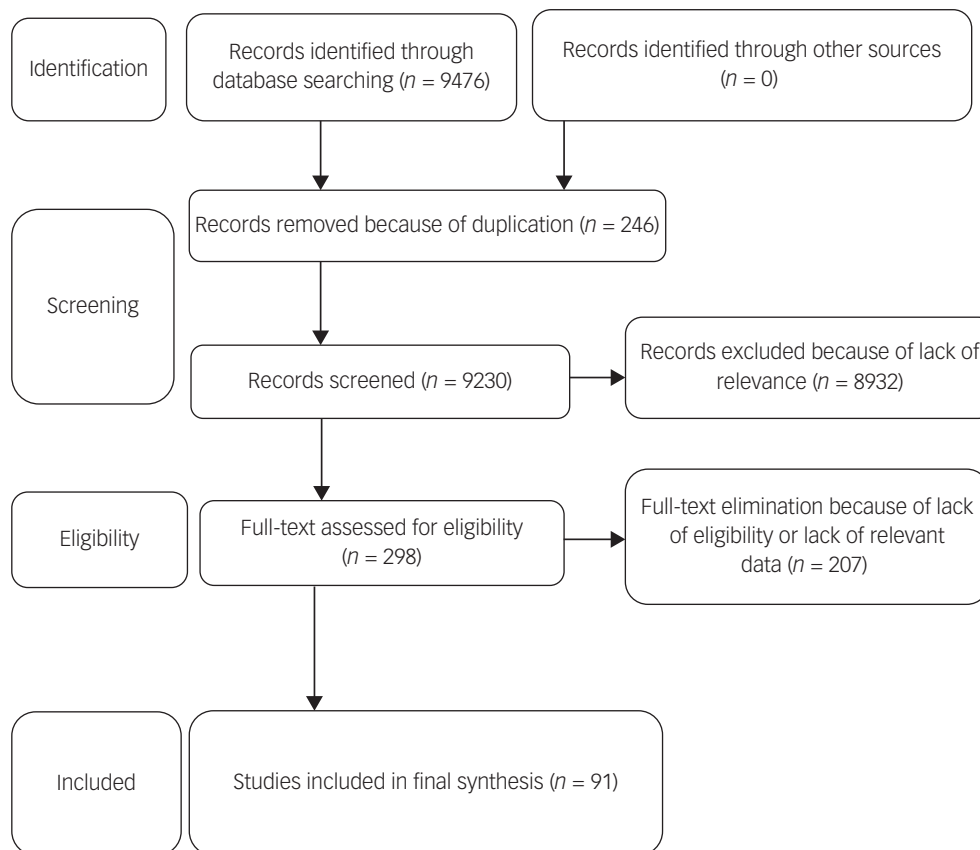 Identification
Records identified through
database searching (n = 9476)
Records identified through other sources
(n = 0)
Records removed because of duplication (n = 246)
Screening
Records screened (n = 9230)
Records excluded because of lack of
relevance (n = 8932)
Eligibility
Full-text assessed for eligibility
(n = 298)
Full-text elimination because of lack
of eligibility or lack of relevant
data (n = 207)
Included
Studies included in final synthesis (n = 91)